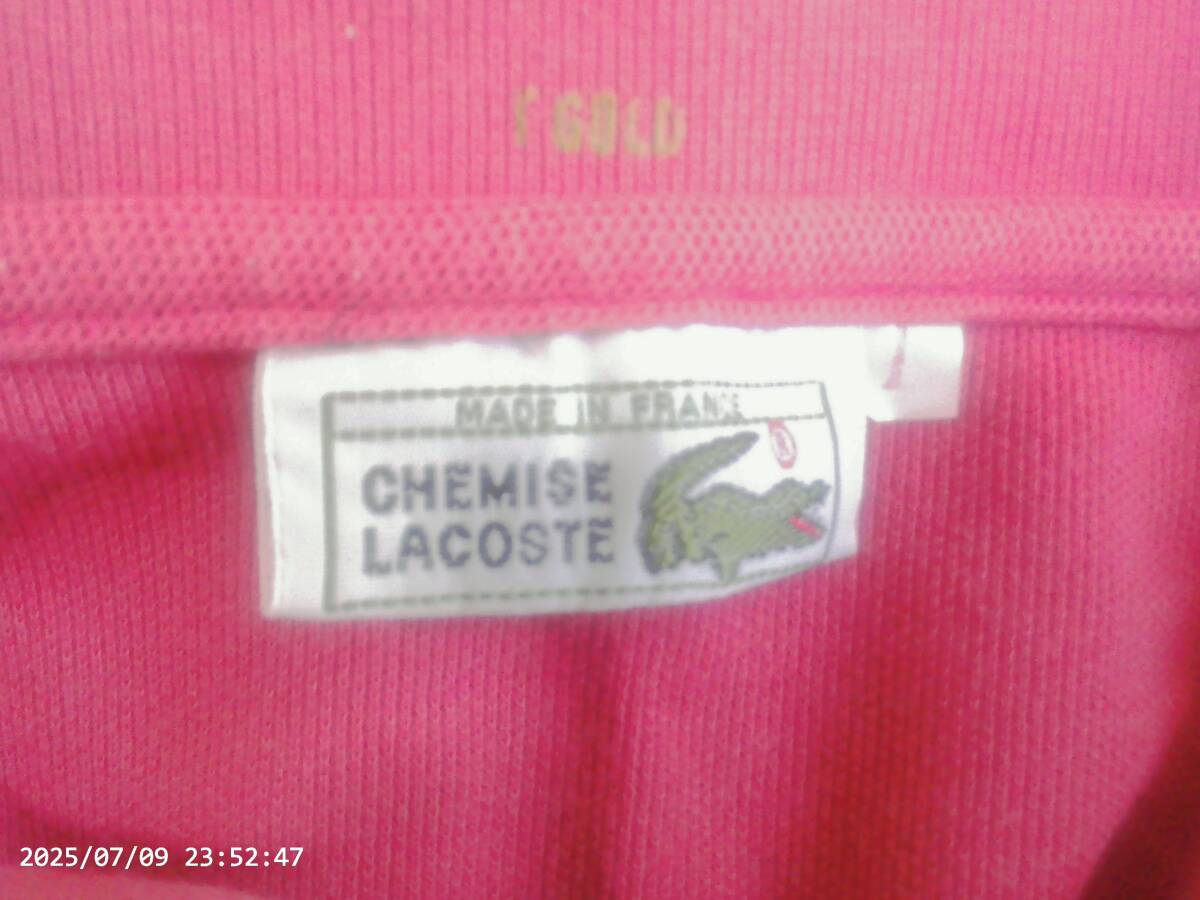 GOLD
MADE IN FRANCE
CHEMISE
LACOSTE
®
2025/07/09 23:52:47